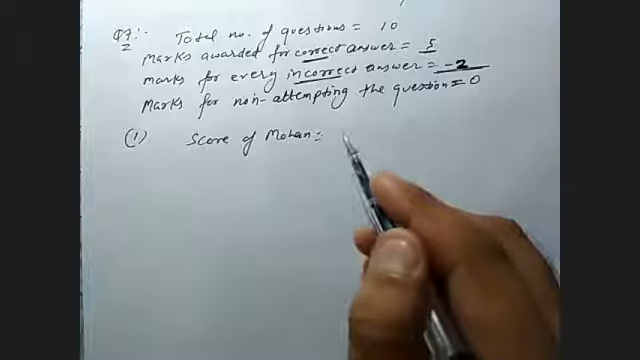 Q7:-
Total no. of questions = 10
Marks awarded for correct answer = 5
Marks for every incorrect answer = -2
Marks for non-attempting the question = 0
(1) Score of Mohan =